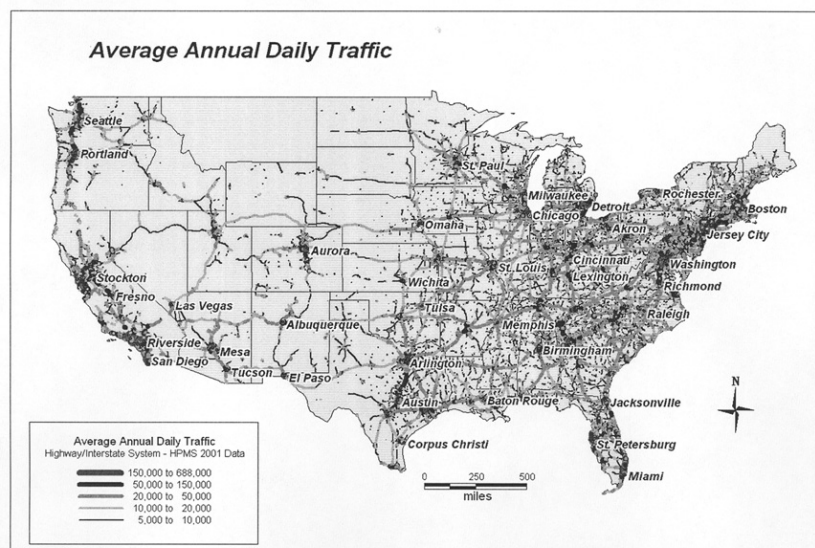 Average Annual Daily Traffic
Seattle
Portland
St. Paul
Milwaukee
Rochester
Detroit
Boston
Chicago
Omaha
Akron
Jersey City
Aurora
Stockton
Cincinnati
Washington
St. Louis
Lexington
Fresno
Wichita
Richmond
Las Vegas
Tulsa
Raleigh
Albuquerque
Memphis
Riverside
Mesa
San Diego
Birmingham
Arlington
Tucson
El Paso
Austin
Baton Rouge
Jacksonville
Corpus Christi
St. Petersburg
Miami
N
0 250 500
miles
Average Annual Daily Traffic
Highway/Interstate System - HPMS 2001 Data
150,000 to 688,000
50,000 to 150,000
20,000 to 50,000
10,000 to 20,000
5,000 to 10,000